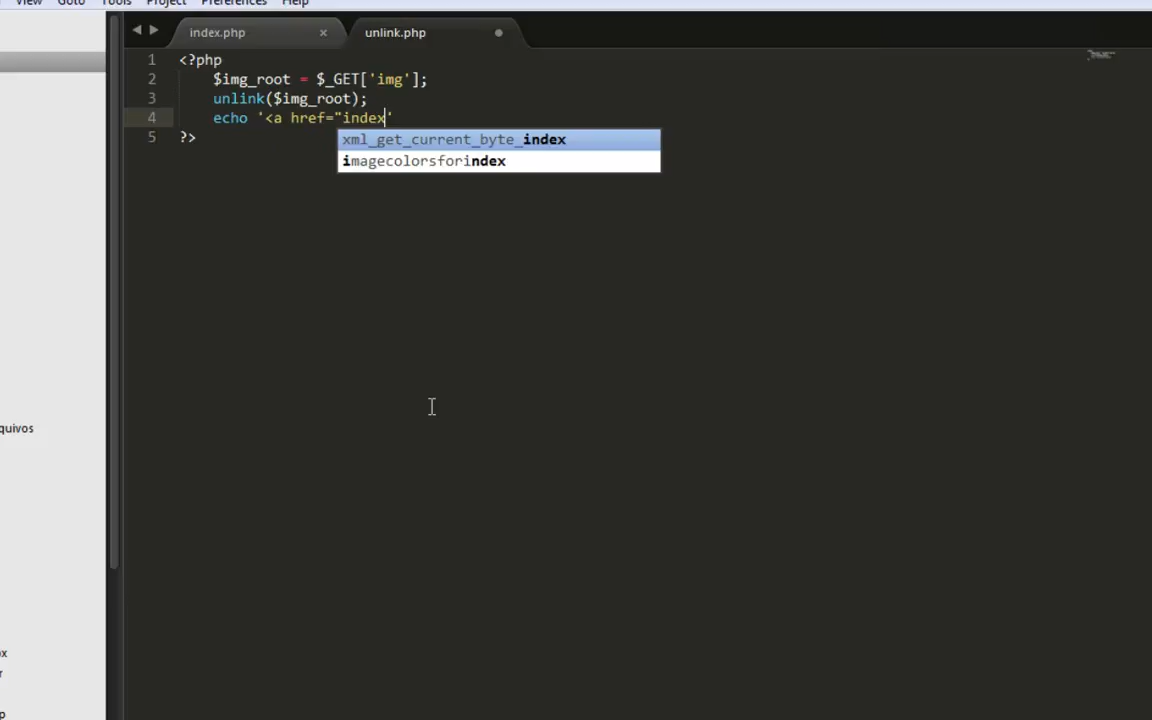 View Goto Tools Project Preferences Help
index.php × unlink.php
1 <?php
2 $img_root = $_GET['img'];
3 unlink($img_root);
4 echo '<a href="index'
xml_get_current_byte_index
5 ?>
imagecolorsforindex
quivos
ox
r
p